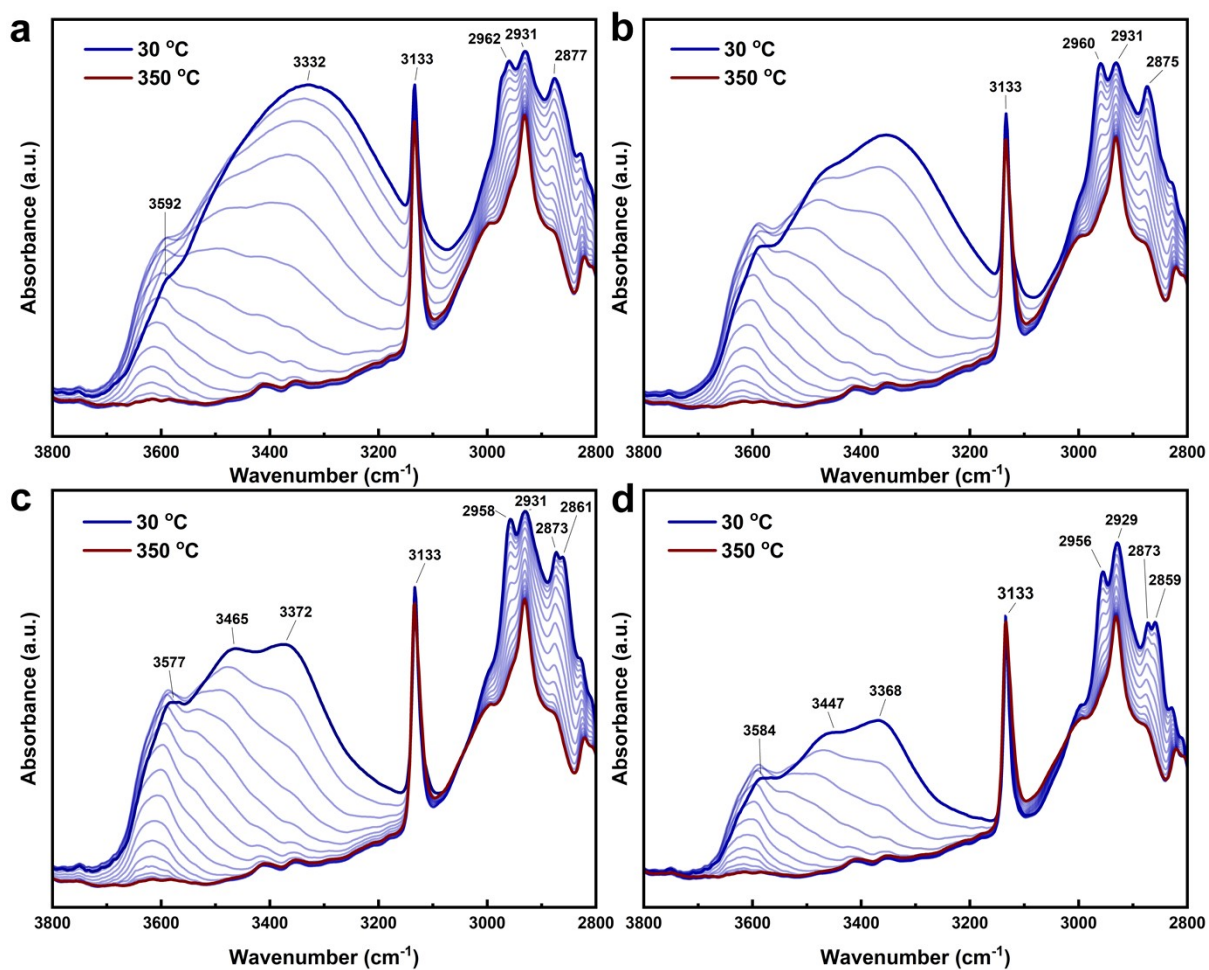 a
30 °C
350 °C
3332
3592
3133
2962
2931
2877
Absorbance (a.u.)
3800 3600 3400 3200 3000 2800
Wavenumber (cm-1)
b
30 °C
350 °C
3133
2960
2931
2875
Absorbance (a.u.)
3800 3600 3400 3200 3000 2800
Wavenumber (cm-1)
c
30 °C
350 °C
3577
3465
3372
3133
2958
2931
2873
2861
Absorbance (a.u.)
3800 3600 3400 3200 3000 2800
Wavenumber (cm-1)
d
30 °C
350 °C
3584
3447
3368
3133
2956
2929
2873
2859
Absorbance (a.u.)
3800 3600 3400 3200 3000 2800
Wavenumber (cm-1)